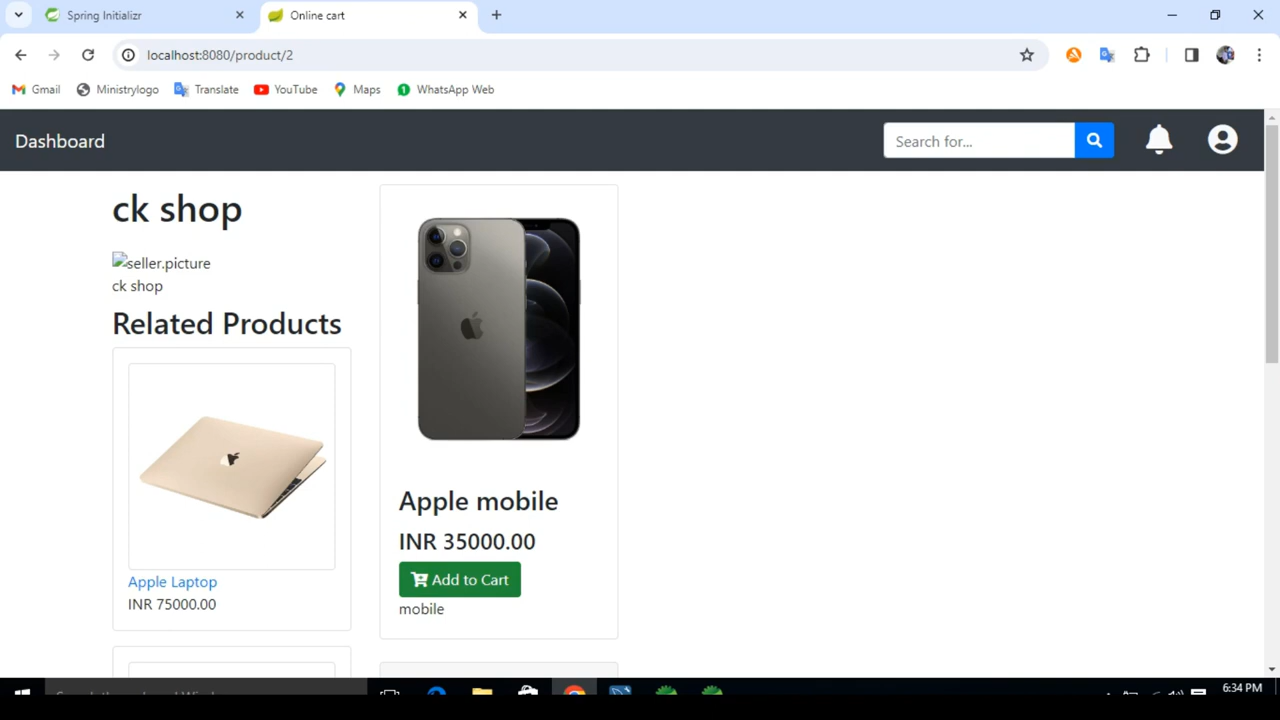 Spring Initializr
Online cart
localhost:8080/product/2
Gmail
Ministrylogo
Translate
YouTube
Maps
WhatsApp Web
Dashboard
Search for...
ck shop
seller.picture
ck shop
Related Products
Apple Laptop
INR 75000.00
Apple mobile
INR 35000.00
Add to Cart
mobile
6:34 PM